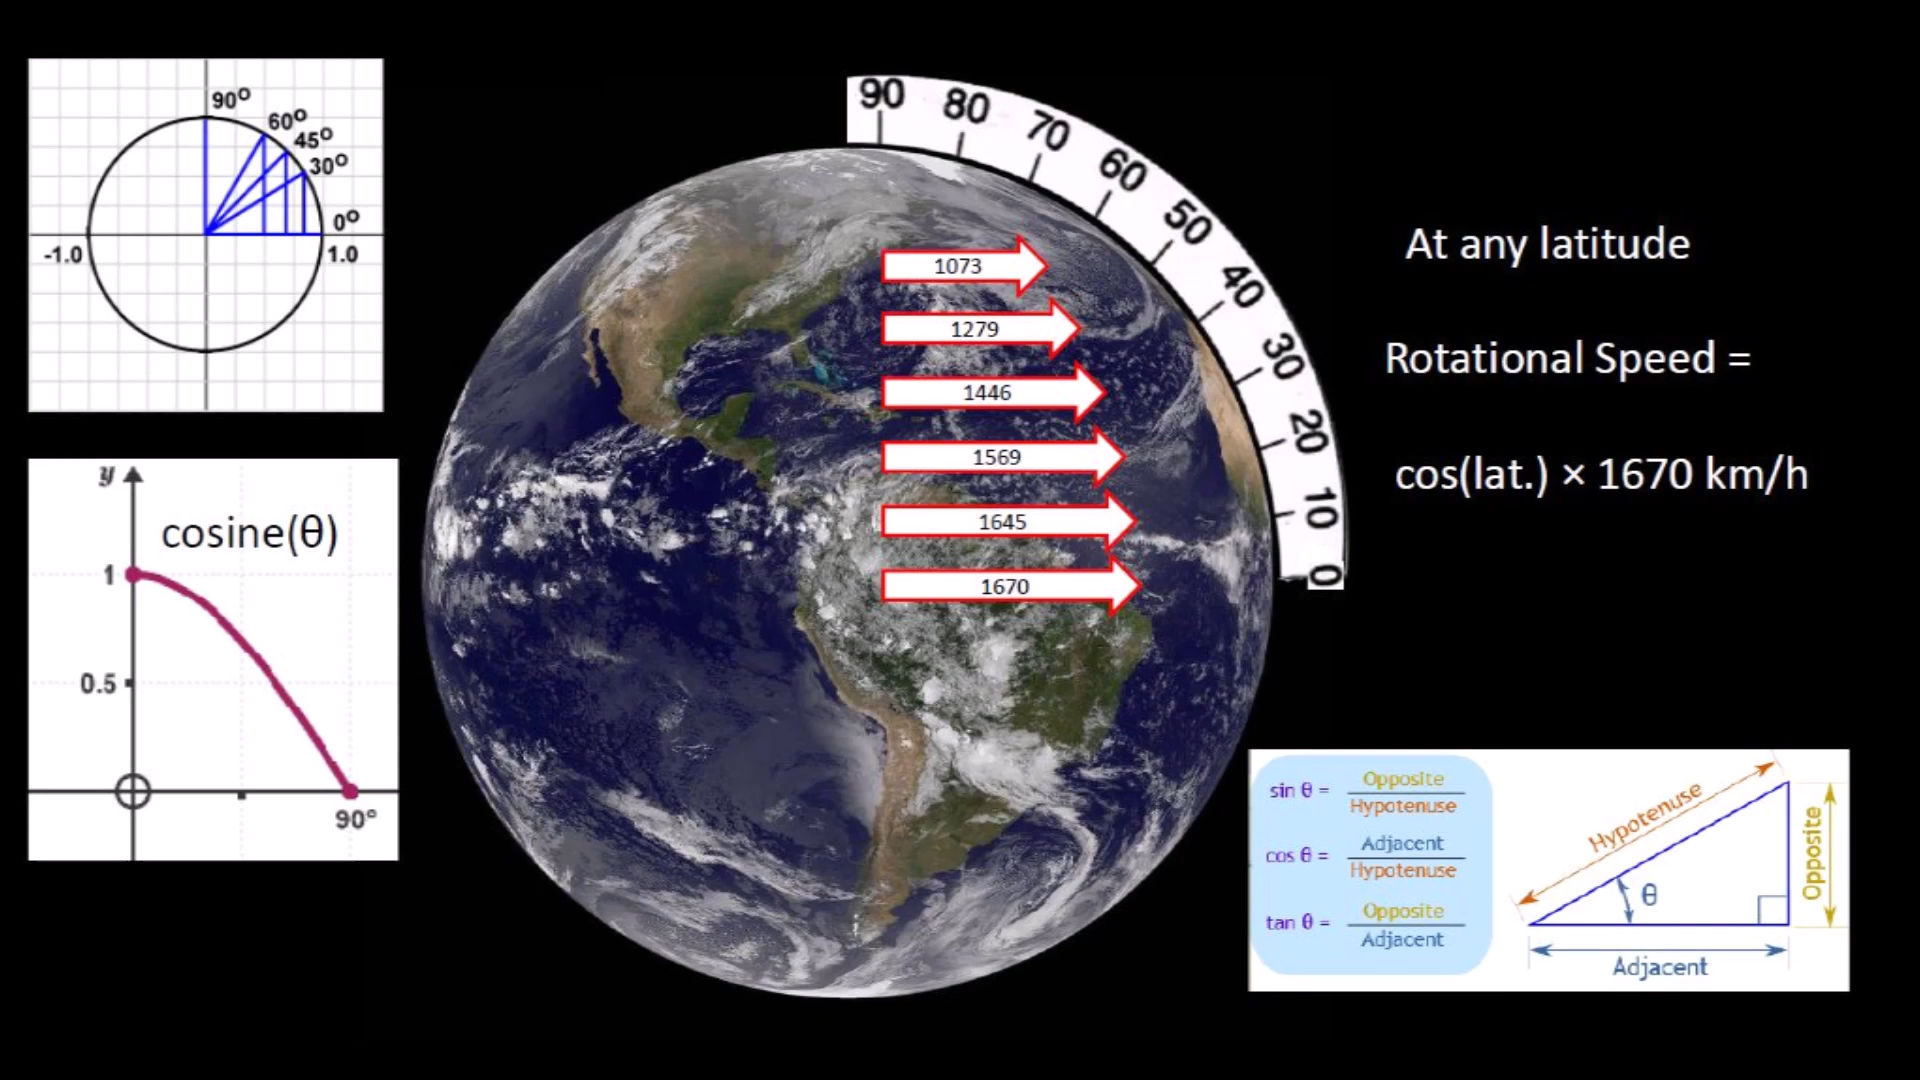 90°
60°
45°
30°
0°
-1.0
1.0
y
cosine(θ)
1
0.5
90°
90
80
70
60
50
40
30
20
10
0
1073
1279
1446
1569
1645
1670
At any latitude
Rotational Speed =
cos(lat.) × 1670 km/h
sin θ = Opposite
Hypotenuse
cos θ = Adjacent
Hypotenuse
tan θ = Opposite
Adjacent
Hypotenuse
Opposite
θ
Adjacent